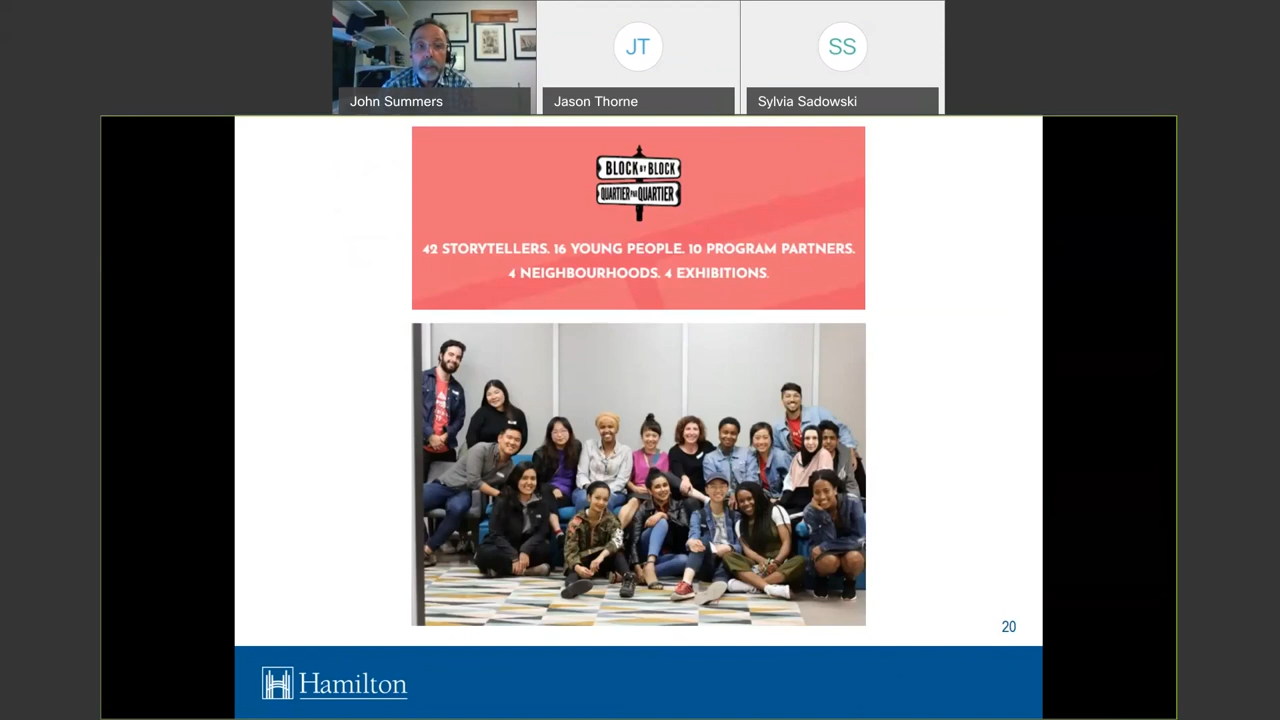 JT
SS
John Summers
Jason Thorne
Sylvia Sadowski
BLOCK BY BLOCK
QUARTIER PAR QUARTIER
42 STORYTELLERS. 16 YOUNG PEOPLE. 10 PROGRAM PARTNERS.
4 NEIGHBOURHOODS. 4 EXHIBITIONS.
20
Hamilton